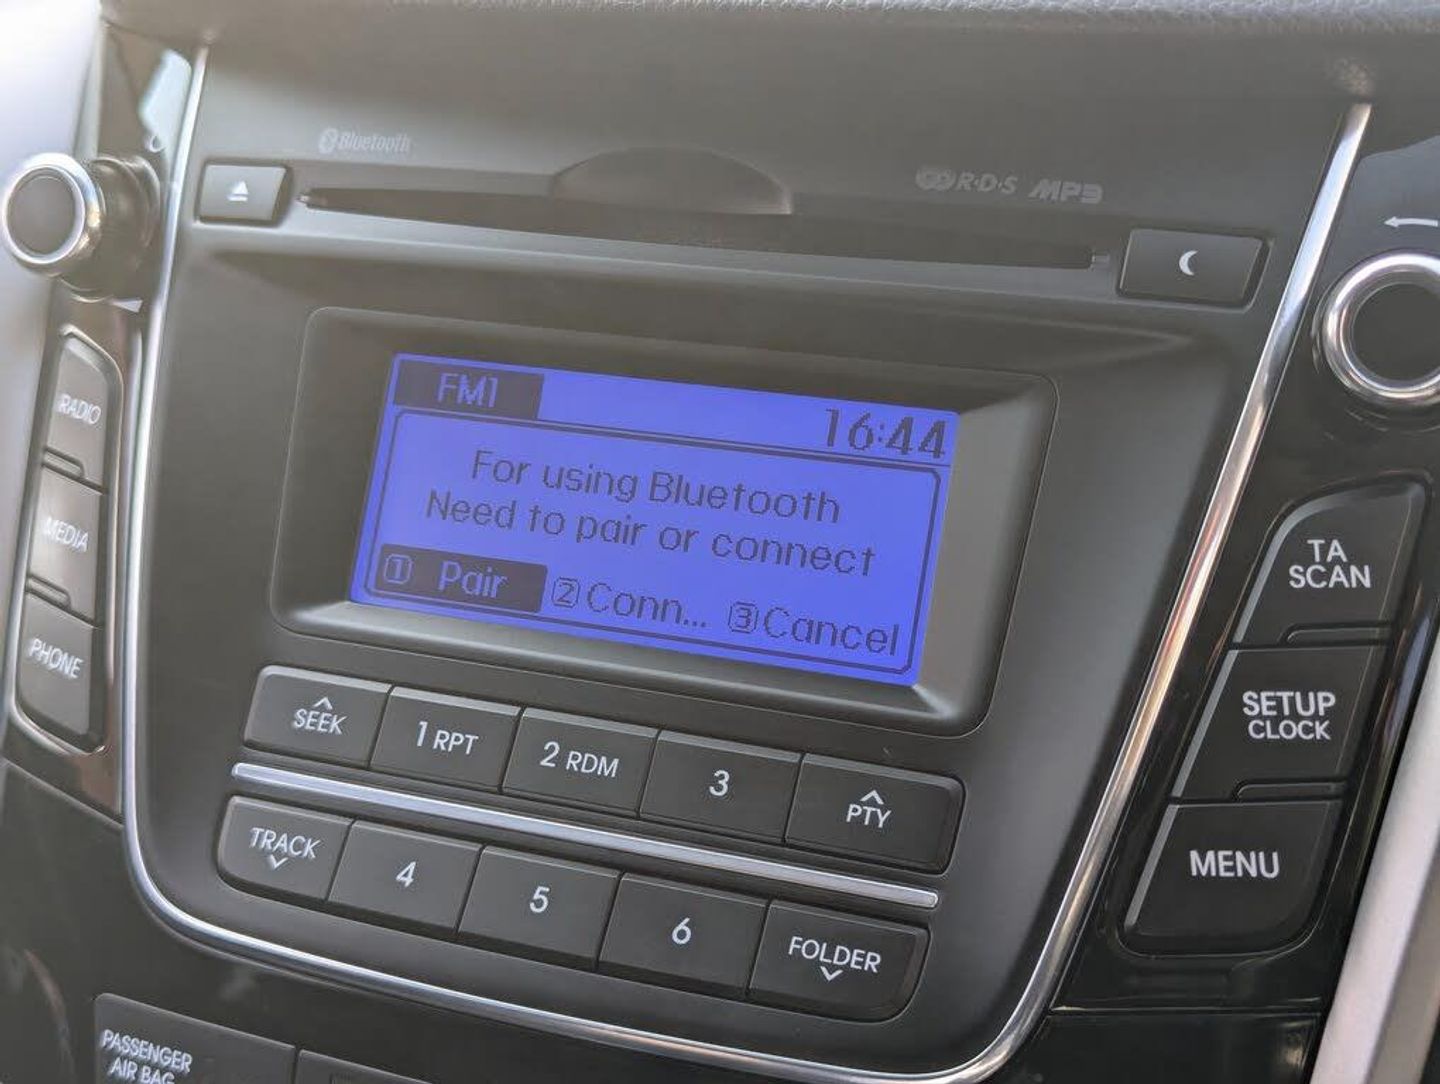 Bluetooth
R·D·S MP3
FM1
16:44
For using Bluetooth
Need to pair or connect
1 Pair 2 Conn... 3 Cancel
RADIO
MEDIA
PHONE
SEEK
1 RPT
2 RDM
3
PTY
TRACK
4
5
6
FOLDER
TA
SCAN
SETUP
CLOCK
MENU
PASSENGER
AIR BAG